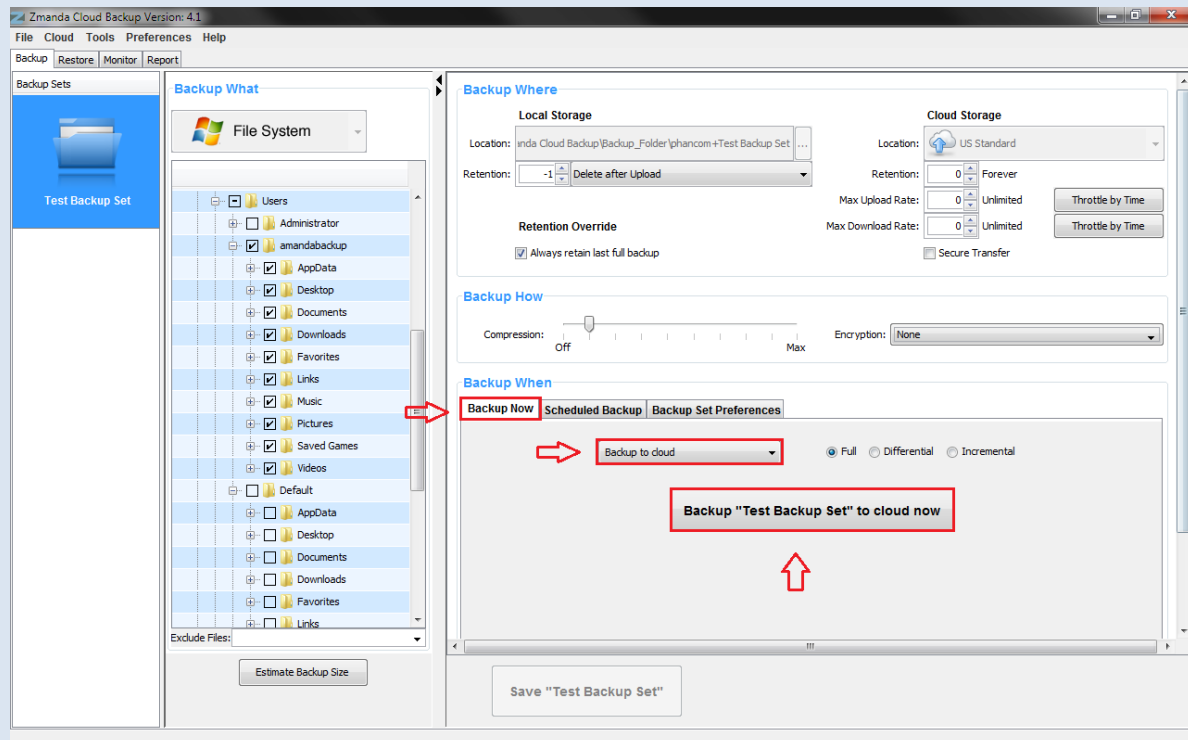 Zmanda Cloud Backup Version: 4.1
File Cloud Tools Preferences Help
Backup Restore Monitor Report
Backup Sets
Test Backup Set
Backup What
File System
Users
Administrator
amandabackup
AppData
Desktop
Documents
Downloads
Favorites
Links
Music
Pictures
Saved Games
Videos
Default
AppData
Desktop
Documents
Downloads
Favorites
Links
Exclude Files:
Estimate Backup Size
Backup Where
Local Storage
Location: nda Cloud Backup\Backup_Folder\phancom+Test Backup Set ...
Retention: -1 Delete after Upload
Retention Override
Always retain last full backup
Cloud Storage
Location: US Standard
Retention: 0 Forever
Max Upload Rate: 0 Unlimited Throttle by Time
Max Download Rate: 0 Unlimited Throttle by Time
Secure Transfer
Backup How
Compression: Off Max
Encryption: None
Backup When
Backup Now Scheduled Backup Backup Set Preferences
Backup to cloud Full Differential Incremental
Backup "Test Backup Set" to cloud now
Save "Test Backup Set"